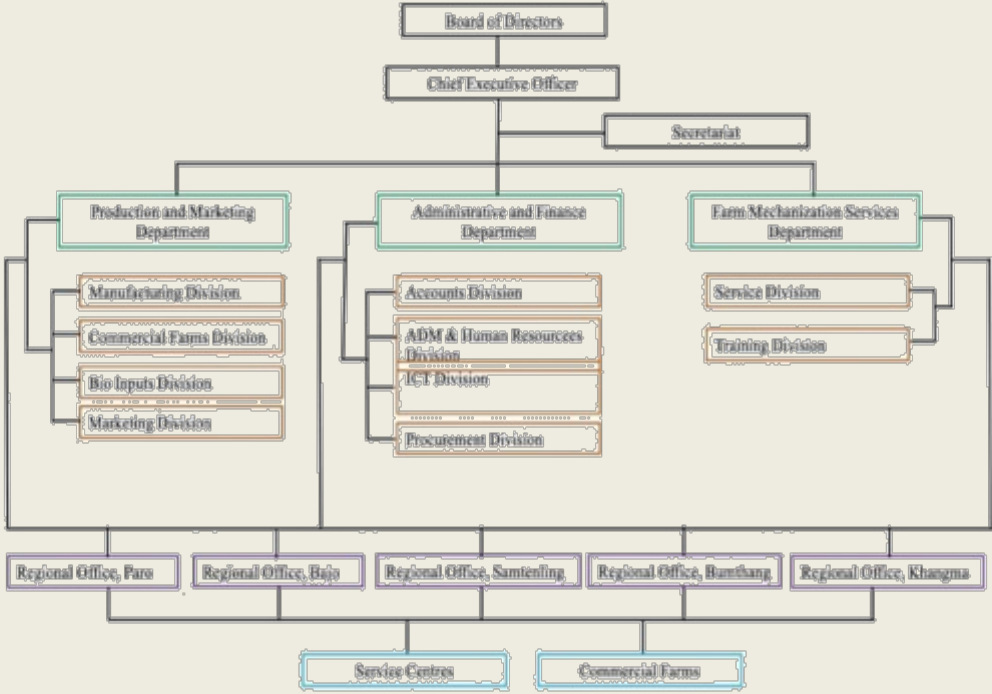 Board of Directors
Chief Executive Officer
Secretariat
Production and Marketing
Department
Administrative and Finance
Department
Farm Mechanization Services
Department
Manufacturing Division
Commercial Farms Division
Bio Inputs Division
Marketing Division
Accounts Division
ADM & Human Resourcees
Division
ICT Division
Procurement Division
Service Division
Training Division
Regional Office, Paro
Regional Office, Bajo
Regional Office, Samtenling
Regional Office, Bumthang
Regional Office, Khangma
Service Centres
Commercial Farms